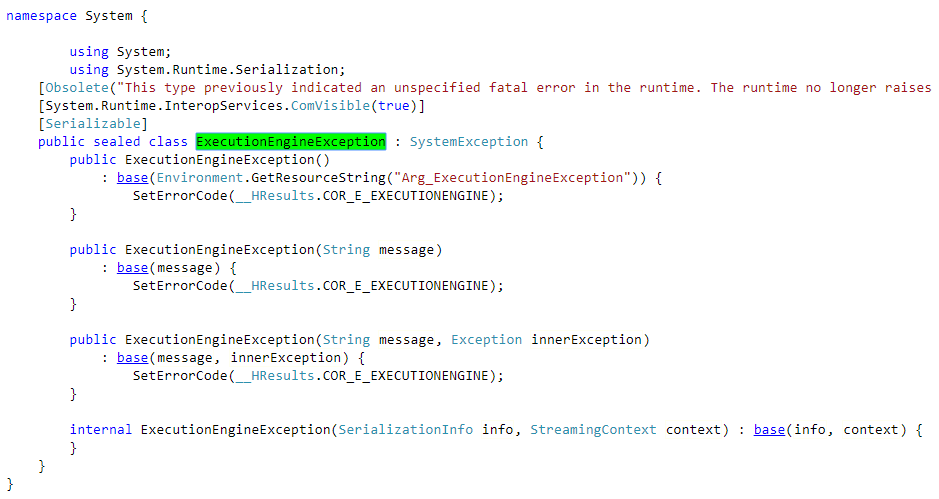 namespace System {
using System;
using System.Runtime.Serialization;
[Obsolete("This type previously indicated an unspecified fatal error in the runtime. The runtime no longer raises
[System.Runtime.InteropServices.ComVisible(true)]
[Serializable]
public sealed class ExecutionEngineException : SystemException {
public ExecutionEngineException()
: base(Environment.GetResourceString("Arg_ExecutionEngineException")) {
SetErrorCode(__HResults.COR_E_EXECUTIONENGINE);
}
public ExecutionEngineException(String message)
: base(message) {
SetErrorCode(__HResults.COR_E_EXECUTIONENGINE);
}
public ExecutionEngineException(String message, Exception innerException)
: base(message, innerException) {
SetErrorCode(__HResults.COR_E_EXECUTIONENGINE);
}
internal ExecutionEngineException(SerializationInfo info, StreamingContext context) : base(info, context) {
}
}
}